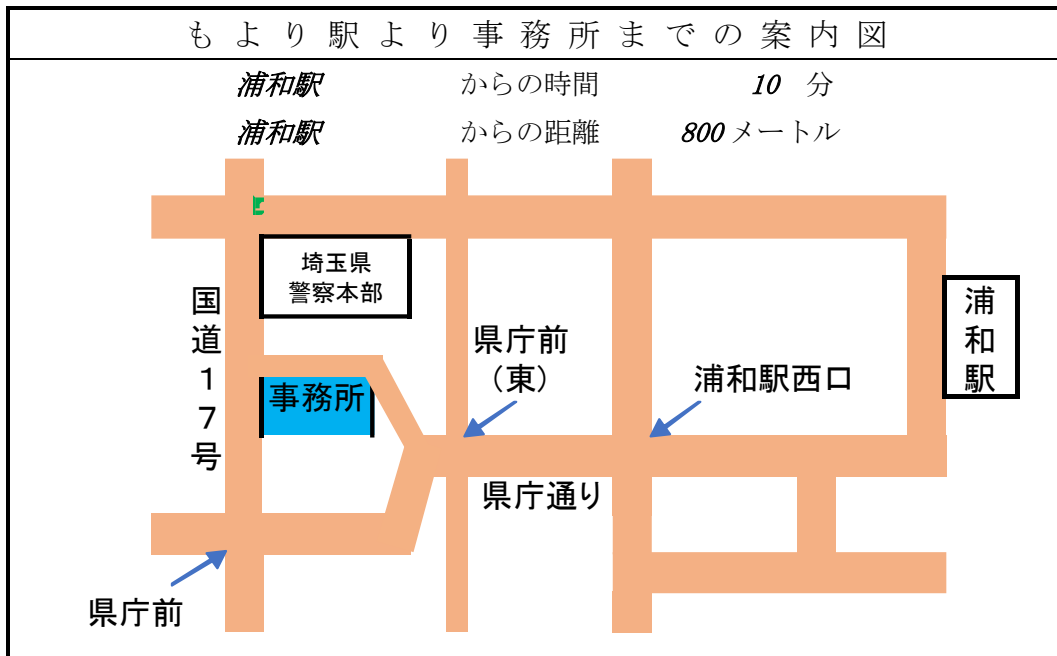 もより駅より事務所までの案内図
浦和駅 からの時間 10 分
浦和駅 からの距離 800メートル
埼玉県
警察本部
国道17号
県庁前
(東)
浦和駅西口
浦和駅
事務所
県庁通り
県庁前